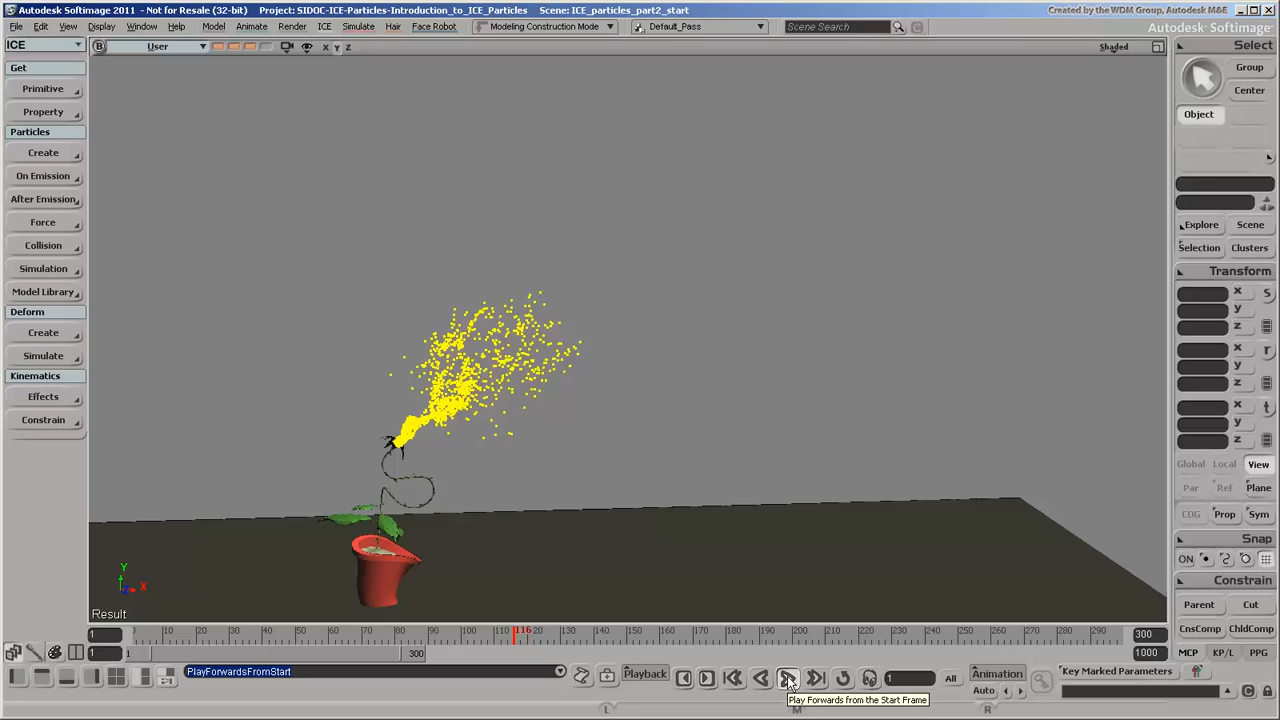 Autodesk Softimage 2011 - Not for Resale (32-bit) Project: SIDOC-ICE-Particles-Introduction_to_ICE_Particles Scene: ICE_particles_part2_start Created by the WDM Group, Autodesk M&E
File Edit View Display Window Help Model Animate Render ICE Simulate Hair Face Robot Modeling Construction Mode Default_Pass Scene Search C Autodesk Softimage
ICE B User x y z Shaded Select
Get
Primitive
Property
Particles
Create
On Emission
After Emission
Force
Collision
Simulation
Model Library
Deform
Create
Simulate
Kinematics
Effects
Constrain
Group
Center
Object
Explore Scene
Selection Clusters
Transform
x s
y
z
x r
y
z
x t
y
z
Global Local View
Par Ref Plane
COG Prop Sym
Snap
ON
Constrain
Parent Cut
CnsComp ChldComp
MCP KP/L PPG
Y
X
Result
1 10 20 30 40 50 60 70 80 90 100 110 116 120 130 140 150 160 170 180 190 200 210 220 230 240 250 260 270 280 290 300
1 1 300 1000
PlayForwardsFromStart Playback 1 All Animation Key Marked Parameters
Auto C
Play Forwards from the Start Frame
L M R